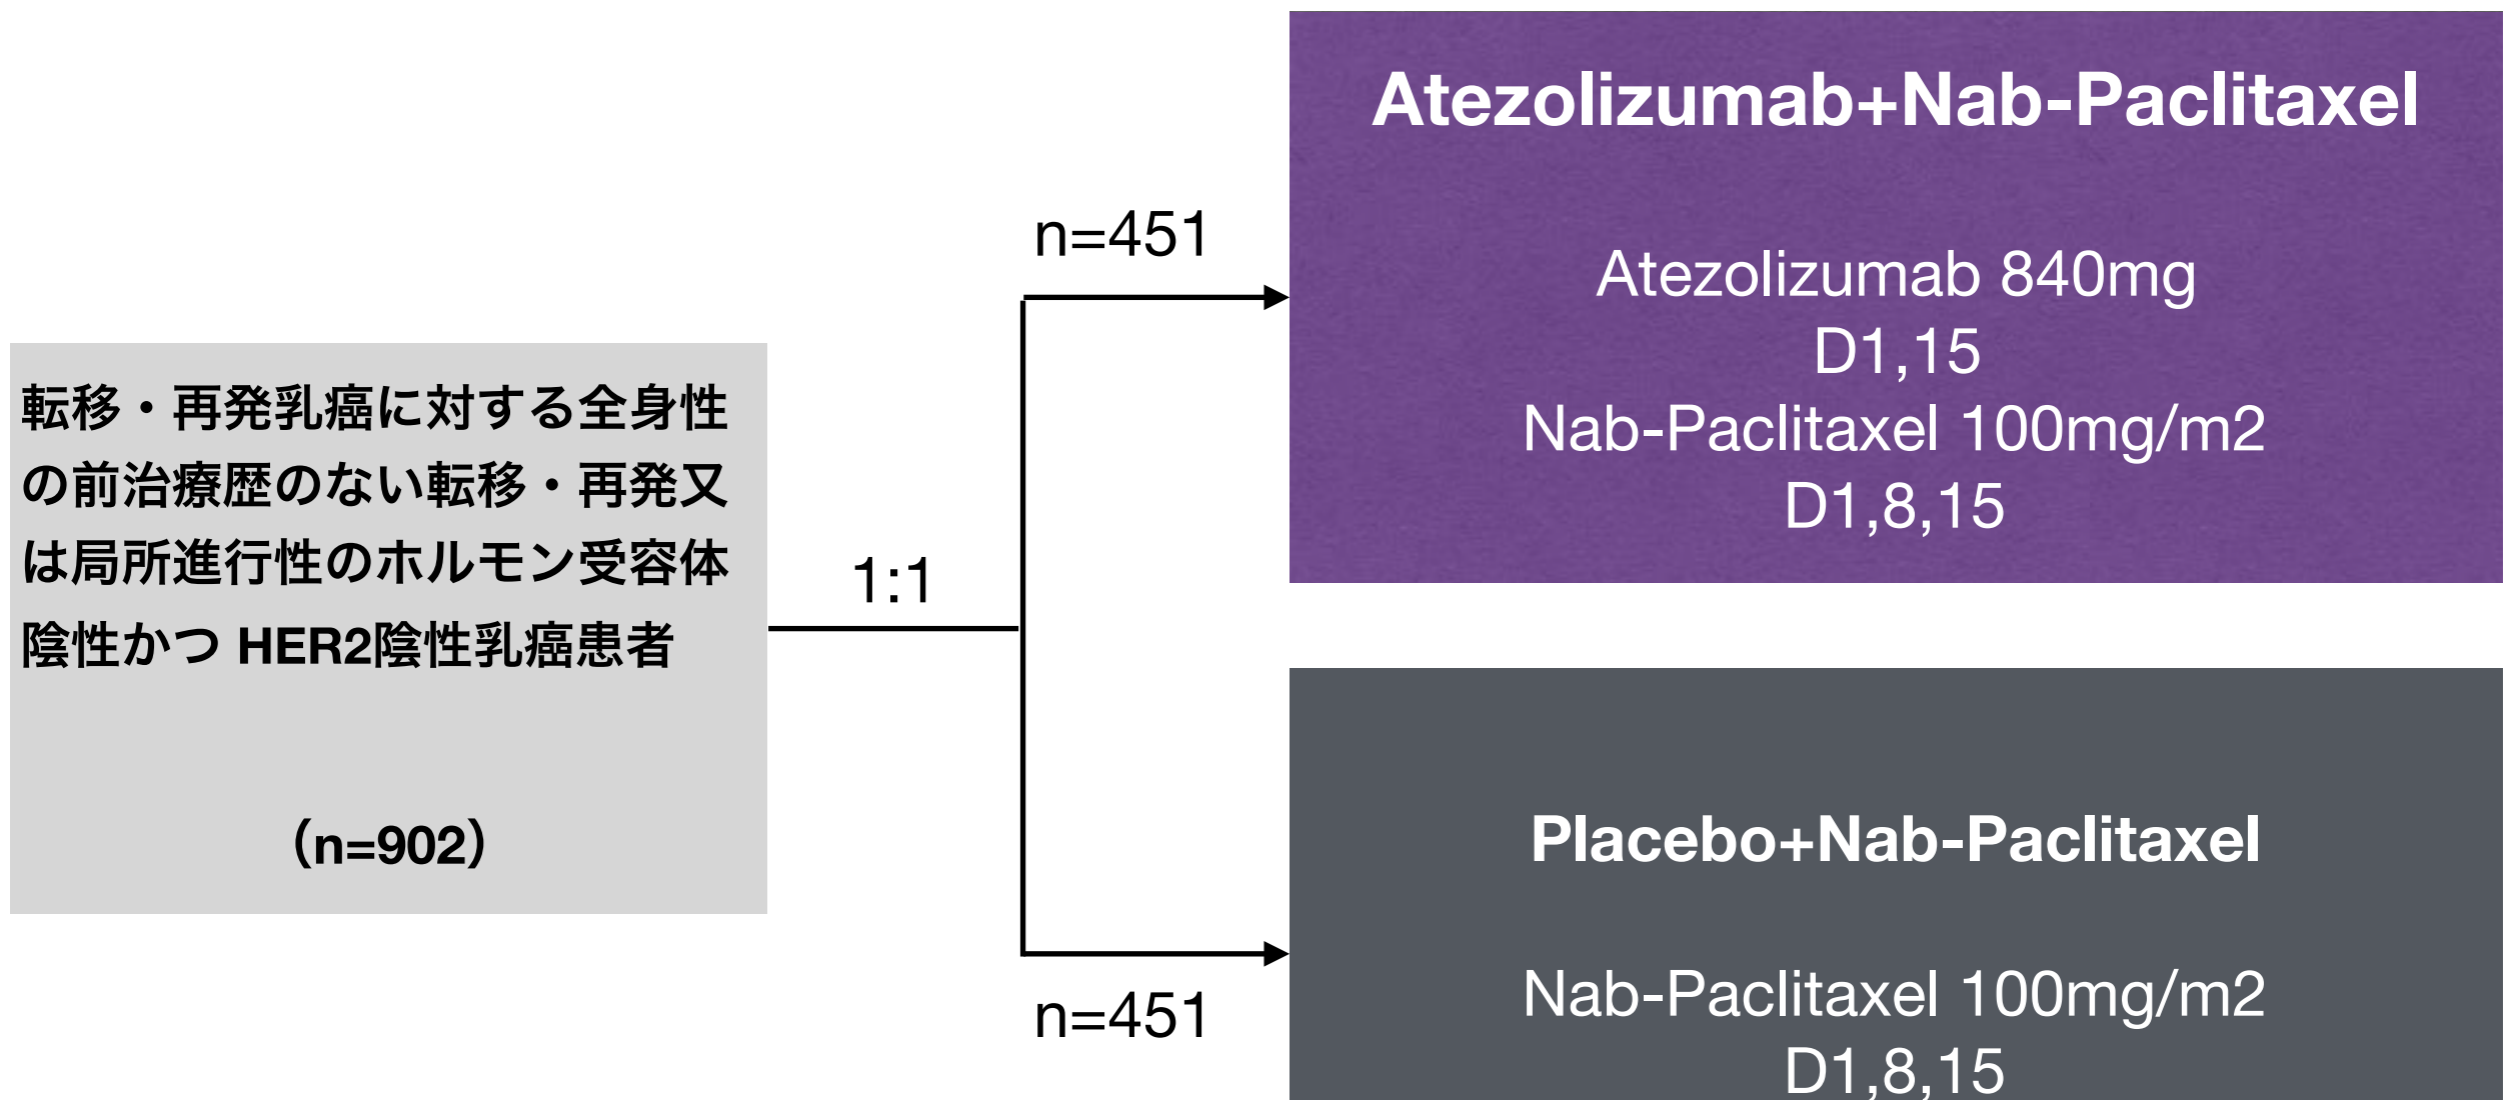 転移・再発乳癌に対する全身性
の前治療歴のない転移・再発又
は局所進行性のホルモン受容体
陰性かつ HER2陰性乳癌患者
（n=902）
1:1
n=451
Atezolizumab+Nab-Paclitaxel
Atezolizumab 840mg
D1,15
Nab-Paclitaxel 100mg/m2
D1,8,15
n=451
Placebo+Nab-Paclitaxel
Nab-Paclitaxel 100mg/m2
D1,8,15